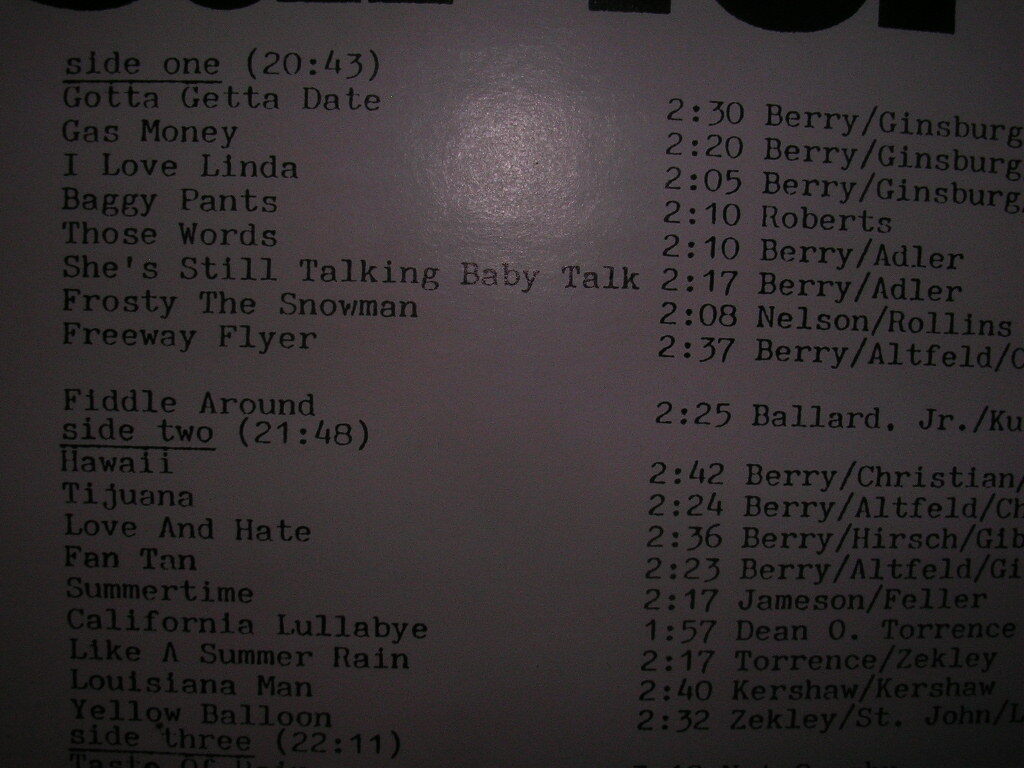 side one (20:43)
Gotta Getta Date 2:30 Berry/Ginsburg
Gas Money 2:20 Berry/Ginsburg
I Love Linda 2:05 Berry/Ginsburg
Baggy Pants 2:10 Roberts
Those Words 2:10 Berry/Adler
She's Still Talking Baby Talk 2:17 Berry/Adler
Frosty The Snowman 2:08 Nelson/Rollins
Freeway Flyer 2:37 Berry/Altfeld/C
Fiddle Around 2:25 Ballard, Jr./Ku
side two (21:48)
Hawaii 2:42 Berry/Christian/
Tijuana 2:24 Berry/Altfeld/Ch
Love And Hate 2:36 Berry/Hirsch/Gib
Fan Tan 2:23 Berry/Altfeld/Gi
Summertime 2:17 Jameson/Feller
California Lullabye 1:57 Dean O. Torrence
Like A Summer Rain 2:17 Torrence/Zekley
Louisiana Man 2:40 Kershaw/Kershaw
Yellow Balloon 2:32 Zekley/St. John/L
side three (22:11)
Taste Of